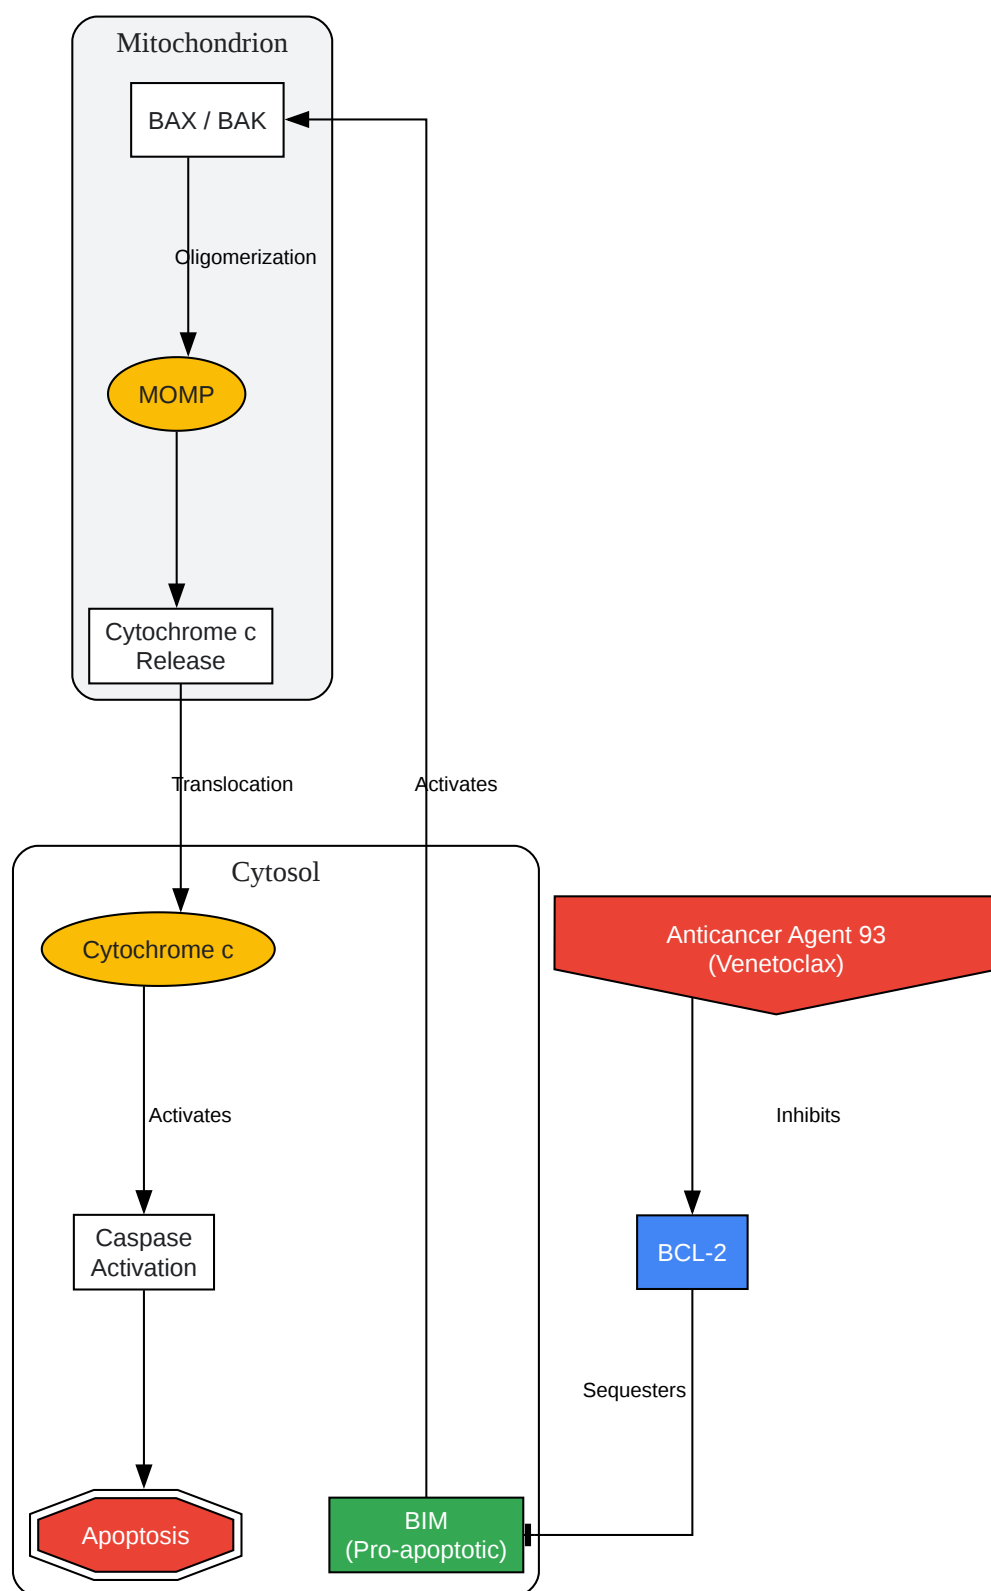 Mitochondrion
BAX / BAK
Oligomerization
MOMP
Cytochrome c
Release
Translocation
Activates
Cytosol
Cytochrome c
Anticancer Agent 93
(Venetoclax)
Activates
Inhibits
Caspase
Activation
BCL-2
Sequesters
Apoptosis
BIM
(Pro-apoptotic)